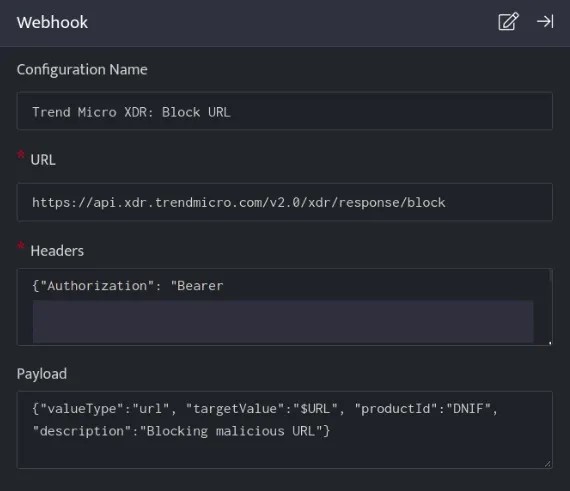 Webhook
Configuration Name
Trend Micro XDR: Block URL
* URL
https://api.xdr.trendmicro.com/v2.0/xdr/response/block
* Headers
{"Authorization": "Bearer
Payload
{"valueType":"url", "targetValue":"$URL", "productId":"DNIF",
"description":"Blocking malicious URL"}